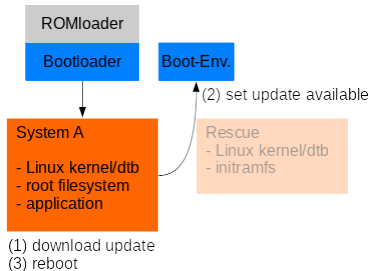 ROMloader
Bootloader
Boot-Env.
(2) set update available
System A
- Linux kernel/dtb
- root filesystem
- application
Rescue
- Linux kernel/dtb
- initramfs
(1) download update
(3) reboot